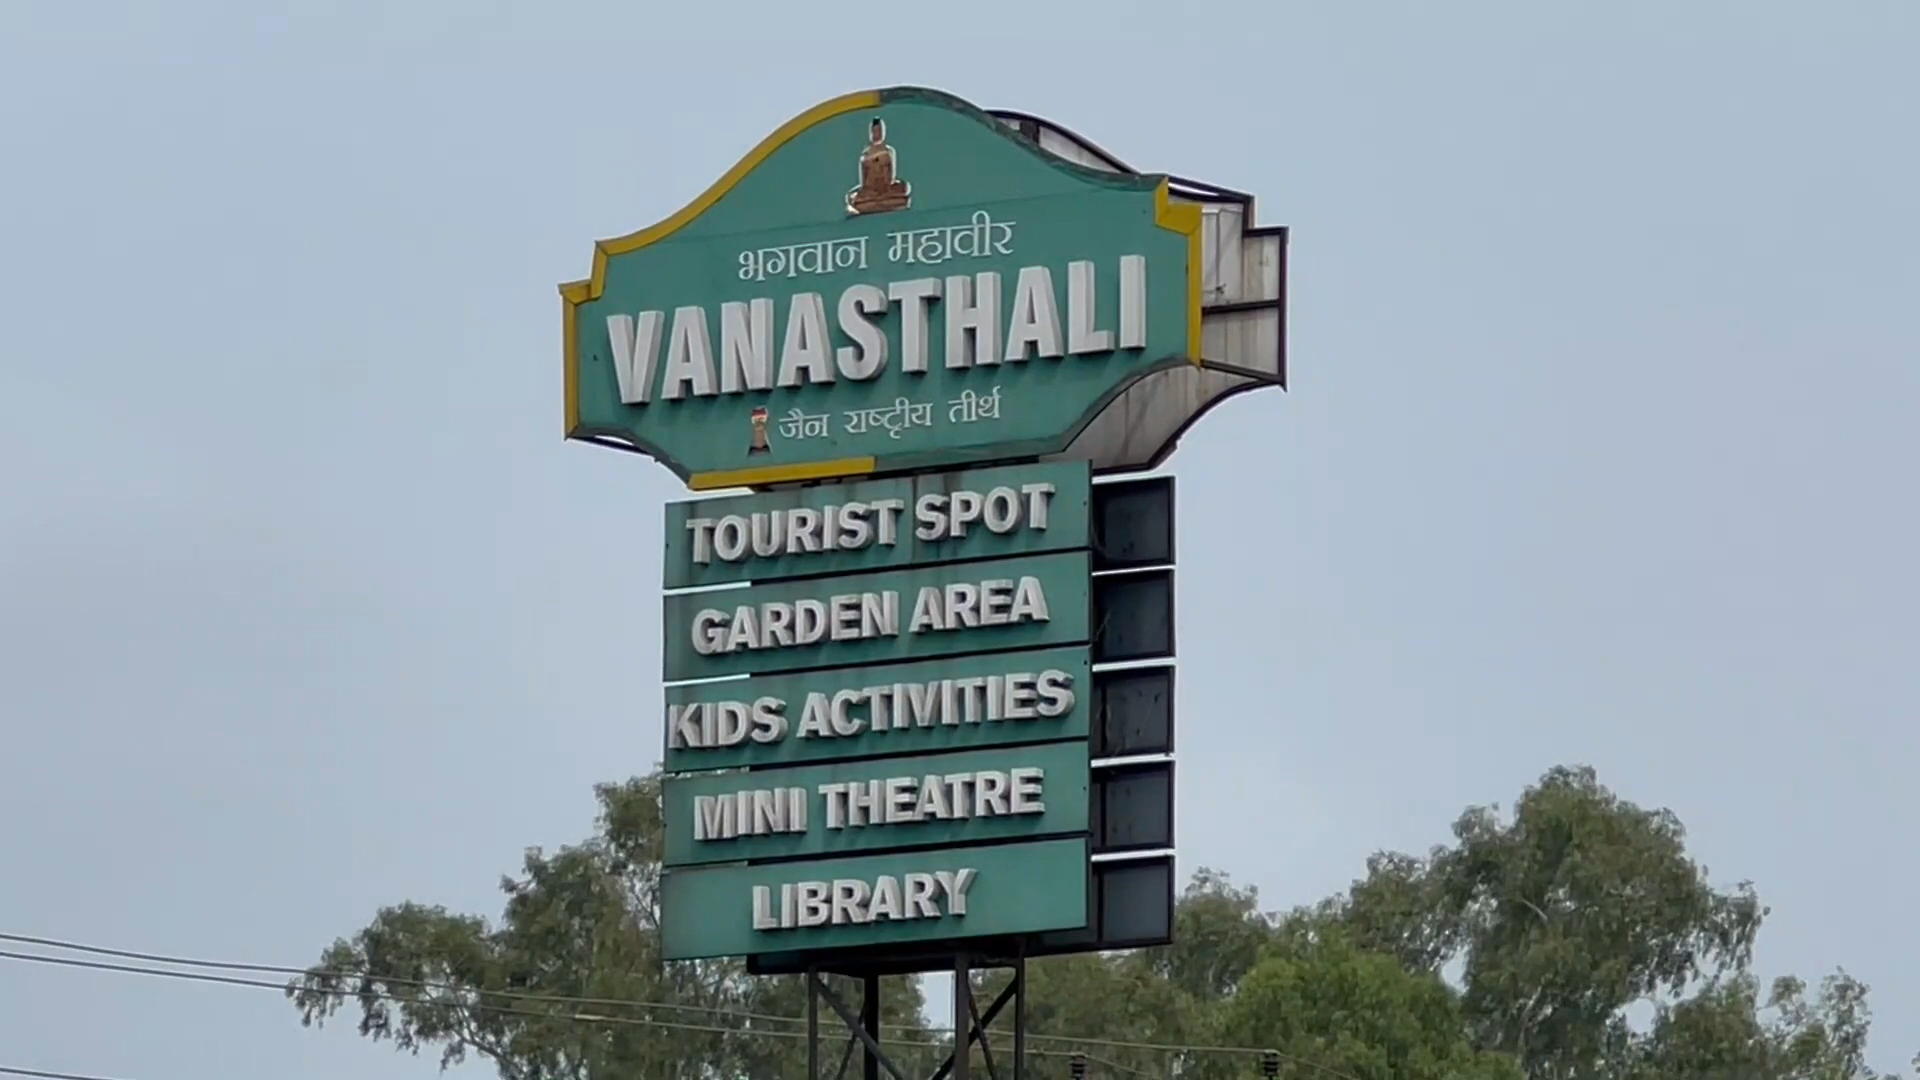 भगवान महावीर
VANASTHALI
जैन राष्ट्रीय तीर्थ
TOURIST SPOT
GARDEN AREA
KIDS ACTIVITIES
MINI THEATRE
LIBRARY